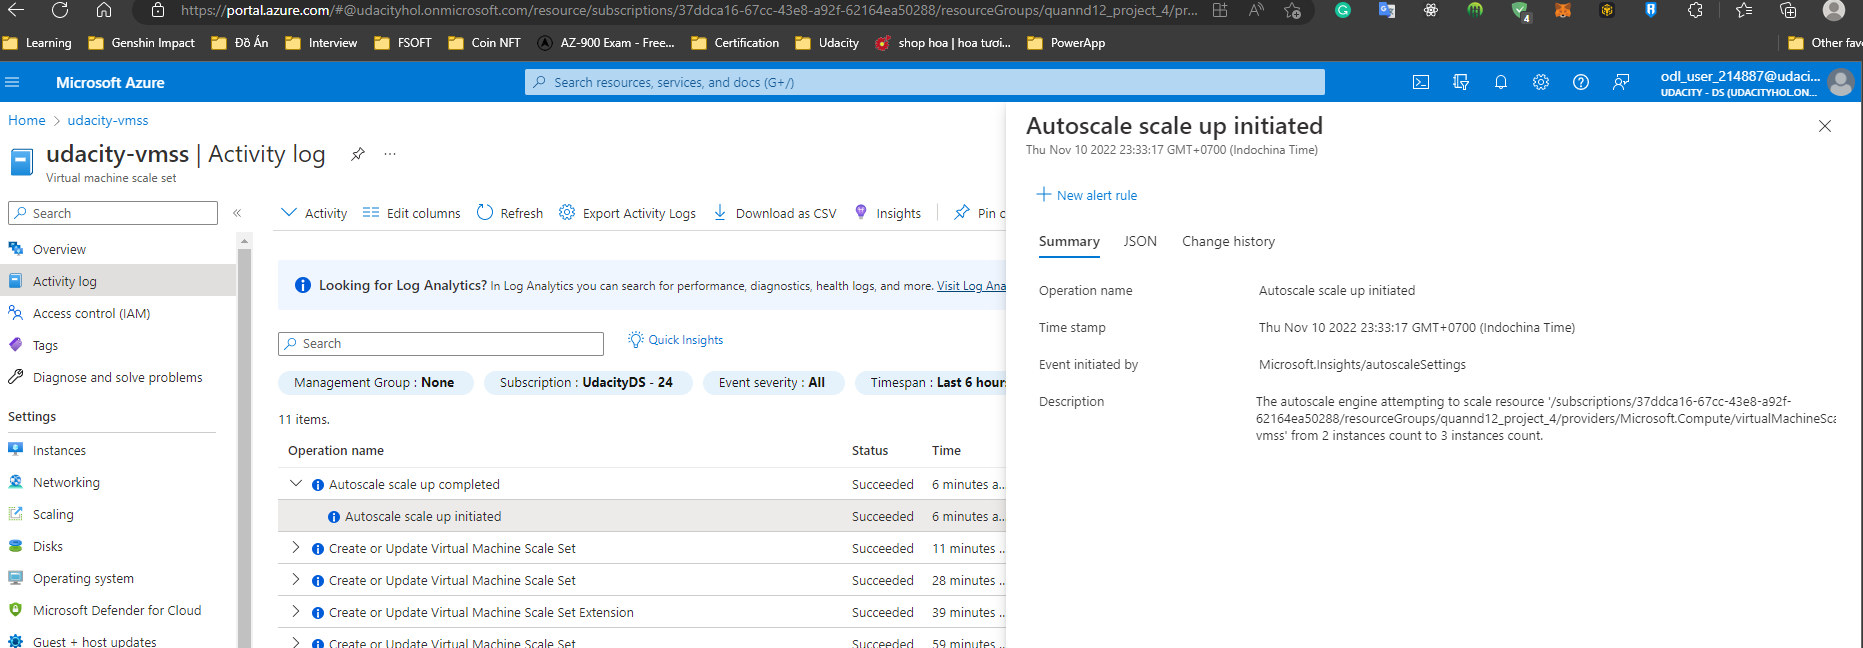 https://portal.azure.com/#@udacityhol.onmicrosoft.com/resource/subscriptions/37ddca16-67cc-43e8-a92f-62164ea50288/resourceGroups/quannd12_project_4/pr...
4
Learning Genshin Impact Đồ Án Interview FSOFT Coin NFT AZ-900 Exam - Free... Certification Udacity shop hoa | hoa tươi... PowerApp Other fav
Microsoft Azure
Search resources, services, and docs (G+/)
odl_user_214887@udaci...
UDACITY - DS (UDACITYHOL.ON...
Home > udacity-vmss
udacity-vmss | Activity log
...
Virtual machine scale set
Search
«
Overview
Activity log
Access control (IAM)
Tags
Diagnose and solve problems
Settings
Instances
Networking
Scaling
Disks
Operating system
Microsoft Defender for Cloud
Guest + host updates
Activity Edit columns Refresh Export Activity Logs Download as CSV Insights Pin
Looking for Log Analytics? In Log Analytics you can search for performance, diagnostics, health logs, and more. Visit Log Ana
Search
Quick Insights
Management Group : None Subscription : UdacityDS - 24 Event severity : All Timespan : Last 6 hours
11 items.
Operation name Status Time
Autoscale scale up completed Succeeded 6 minutes a...
Autoscale scale up initiated Succeeded 6 minutes a...
Create or Update Virtual Machine Scale Set Succeeded 11 minutes ...
Create or Update Virtual Machine Scale Set Succeeded 28 minutes ...
Create or Update Virtual Machine Scale Set Extension Succeeded 39 minutes ...
Create or Update Virtual Machine Scale Set Succeeded 59 minutes ...
Autoscale scale up initiated
Thu Nov 10 2022 23:33:17 GMT+0700 (Indochina Time)
New alert rule
Summary JSON Change history
Operation name Autoscale scale up initiated
Time stamp Thu Nov 10 2022 23:33:17 GMT+0700 (Indochina Time)
Event initiated by Microsoft.Insights/autoscaleSettings
Description The autoscale engine attempting to scale resource '/subscriptions/37ddca16-67cc-43e8-a92f-
62164ea50288/resourceGroups/quannd12_project_4/providers/Microsoft.Compute/virtualMachineSca
vmss' from 2 instances count to 3 instances count.